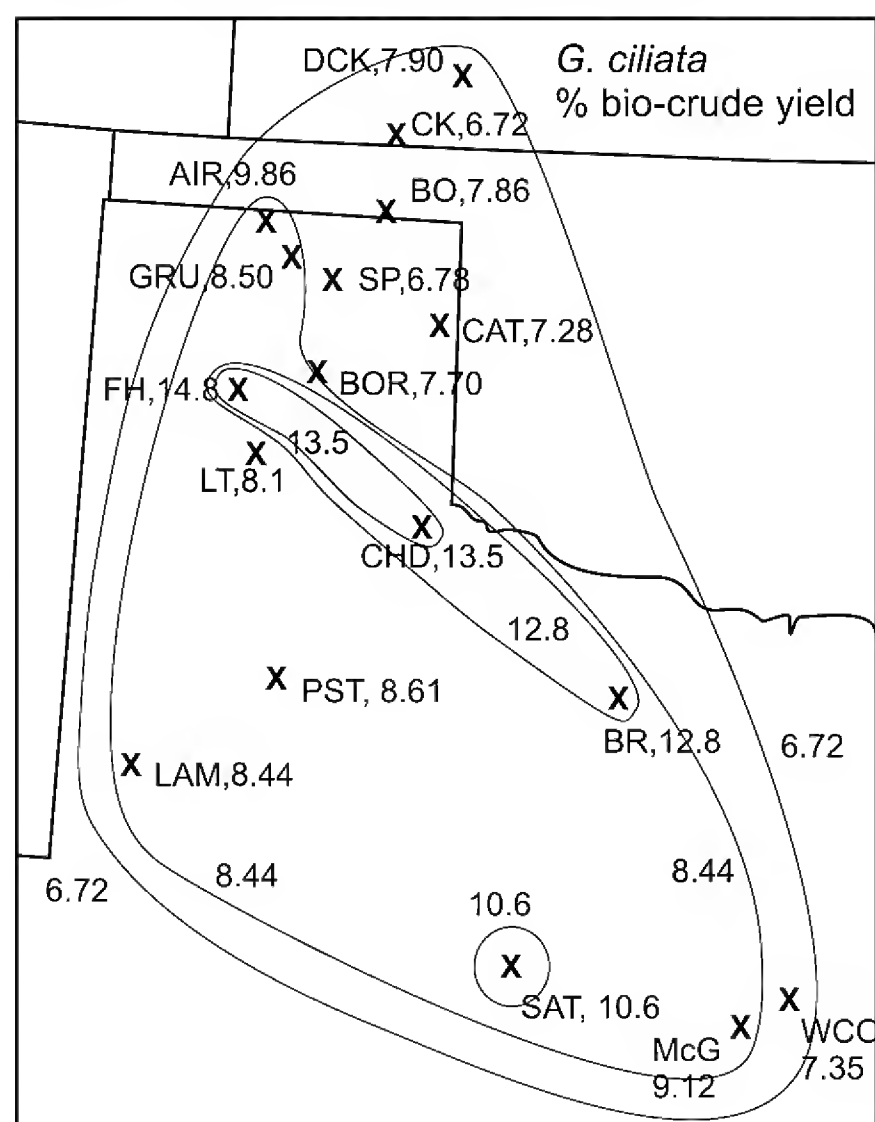 DCK,7.90
G. ciliata
% bio-crude yield
CK,6.72
AIR,9.86
BO,7.86
GRU,8.50
SP,6.78
CAT,7.28
FH,14.8
BOR,7.70
13.5
LT,8.1
CHD,13.5
12.8
PST, 8.61
BR,12.8
6.72
LAM,8.44
8.44
8.44
6.72
10.6
SAT, 10.6
WCC
7.35
McG
9.12